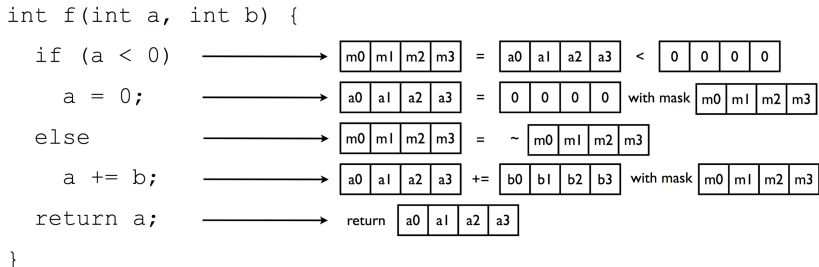 int f(int a, int b) {
if (a < 0) m0 m1 m2 m3 = a0 a1 a2 a3 < 0 0 0 0
a = 0; a0 a1 a2 a3 = 0 0 0 0 with mask m0 m1 m2 m3
else m0 m1 m2 m3 = ~ m0 m1 m2 m3
a += b; a0 a1 a2 a3 += b0 b1 b2 b3 with mask m0 m1 m2 m3
return a; return a0 a1 a2 a3
}